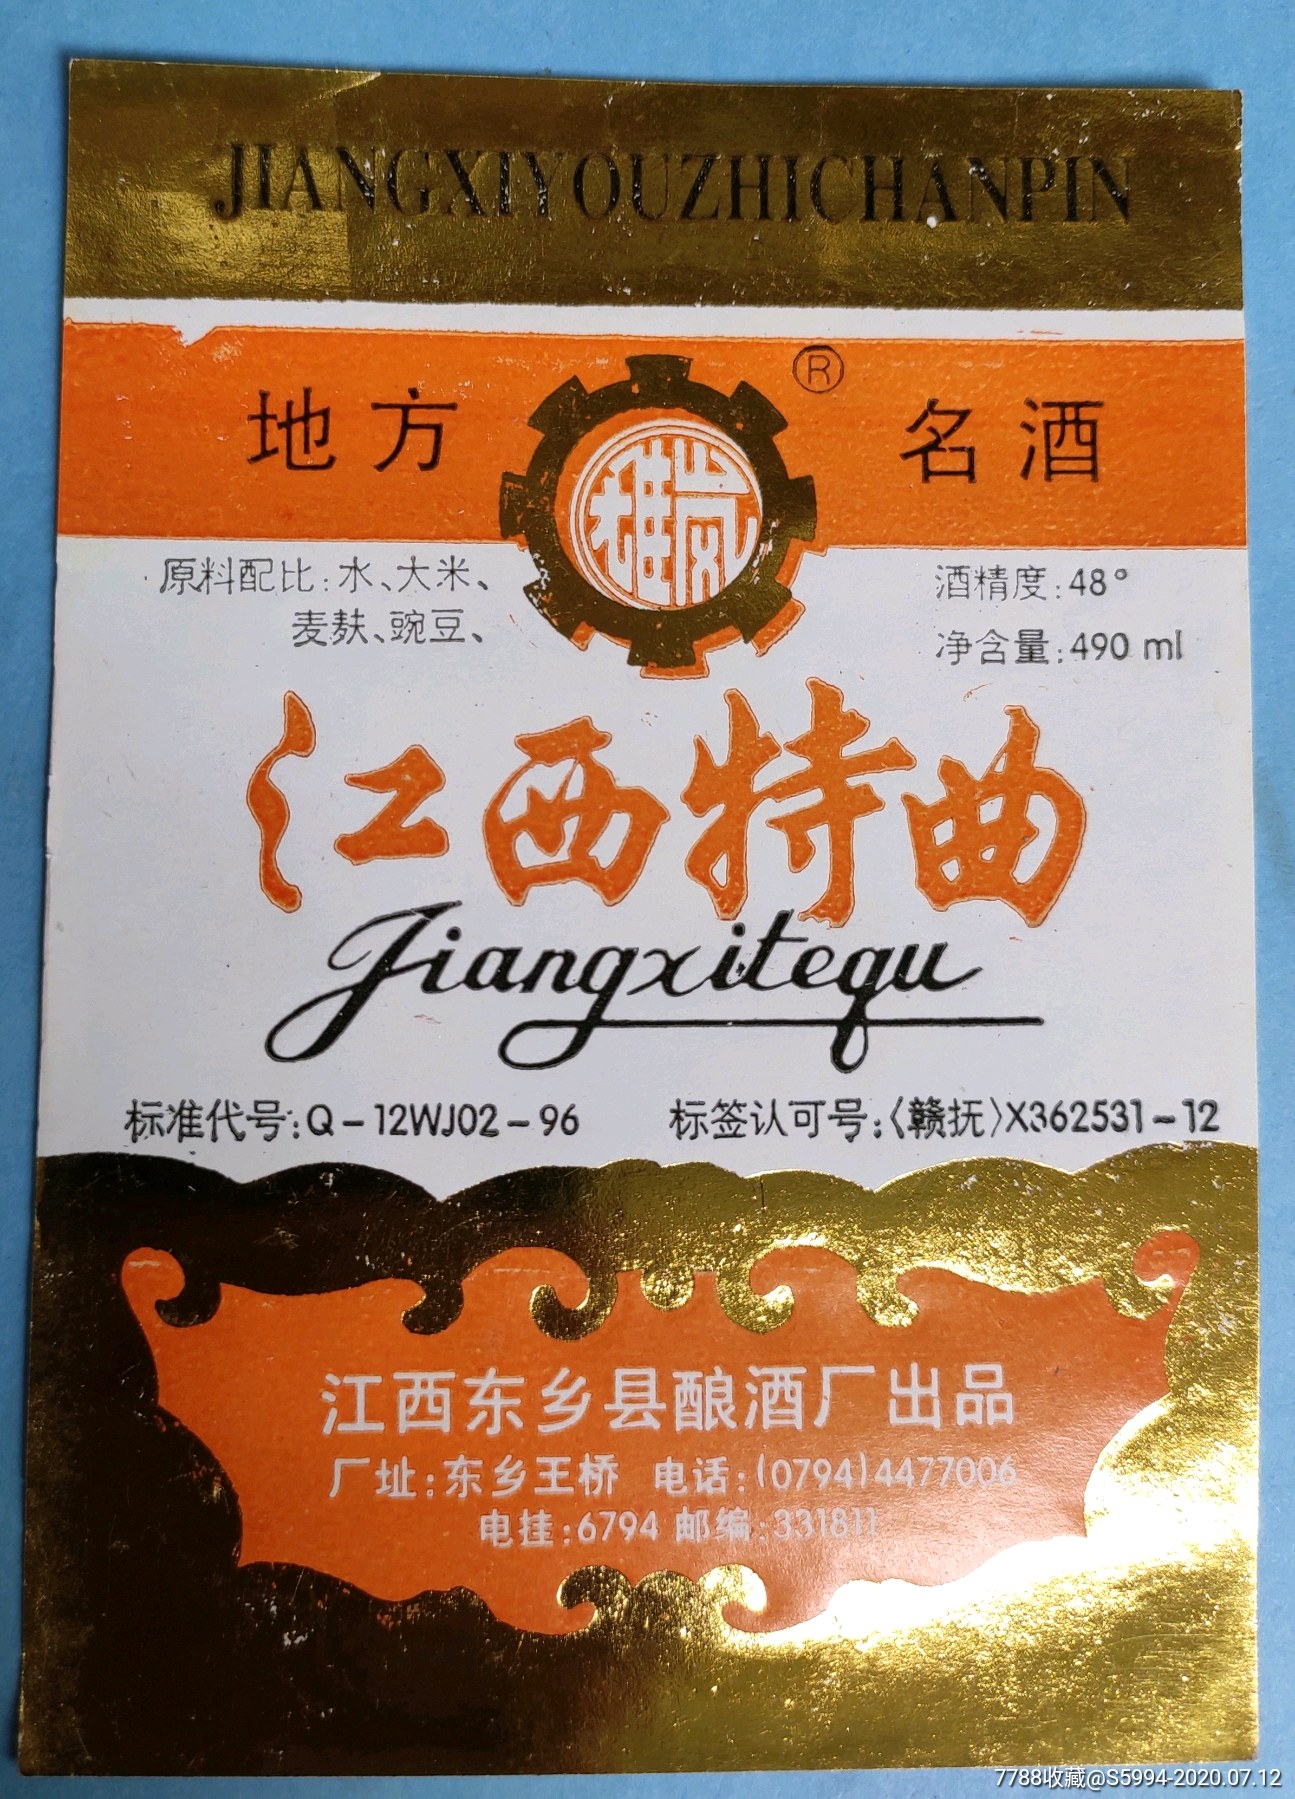 JIANGXIYOUZHICHANPIN
地方 名酒
®
雄岚
原料配比:水、大米、
麦麸、豌豆、
酒精度:48°
净含量:490 ml
江西特曲
Jiangxitequ
标准代号:Q-12WJ02-96 标签认可号:〈赣抚〉X362531-12
江西东乡县酿酒厂出品
厂址:东乡王桥 电话:(0794)4477006
电挂:6794 邮编:331811
7788收藏@S5994-2020.07.12